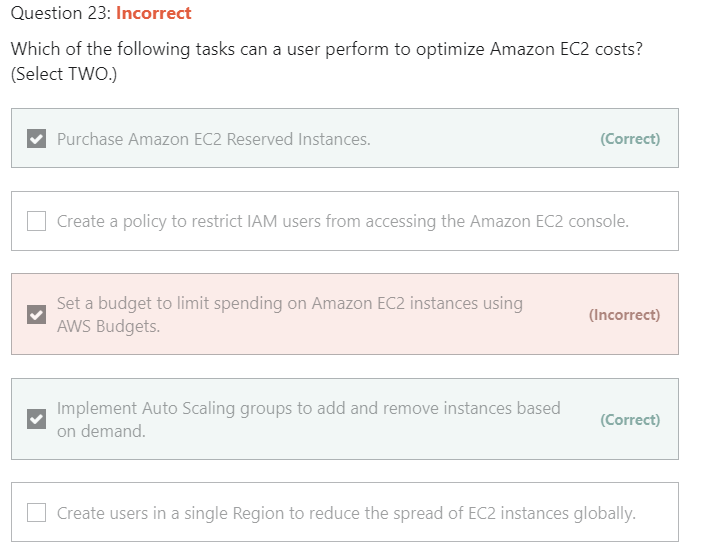 Question 23: Incorrect
Which of the following tasks can a user perform to optimize Amazon EC2 costs?
(Select TWO.)
Purchase Amazon EC2 Reserved Instances. (Correct)
Create a policy to restrict IAM users from accessing the Amazon EC2 console.
Set a budget to limit spending on Amazon EC2 instances using
AWS Budgets. (Incorrect)
Implement Auto Scaling groups to add and remove instances based
on demand. (Correct)
Create users in a single Region to reduce the spread of EC2 instances globally.